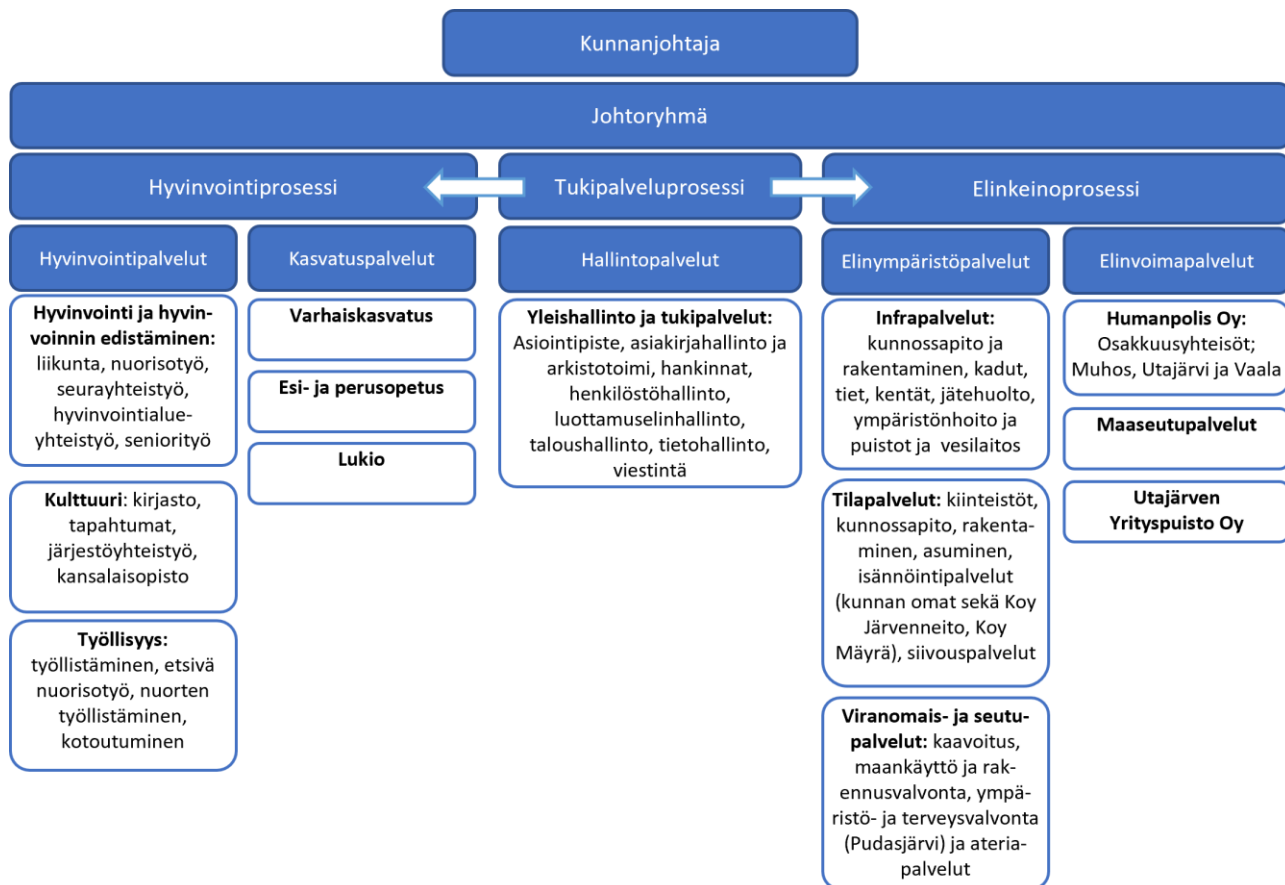 Kunnanjohtaja
Johtoryhmä
Hyvinvointiprosessi
Tukipalveluprosessi
Elinkeinoprosessi
Hyvinvointipalvelut
Kasvatuspalvelut
Hallintopalvelut
Elinympäristöpalvelut
Elinvoimapalvelut
Hyvinvointi ja hyvin-
voinnin edistäminen:
liikunta, nuorisotyö,
seurayhteistyö,
hyvinvointialue-
yhteistyö, seniorityö
Kulttuuri: kirjasto,
tapahtumat,
järjestöyhteistyö,
kansalaisopisto
Työllisyys:
työllistäminen, etsivä
nuorisotyö, nuorten
työllistäminen,
kotoutuminen
Varhaiskasvatus
Esi- ja perusopetus
Lukio
Yleishallinto ja tukipalvelut:
Asiointipiste, asiakirjahallinto ja
arkistotoimi, hankinnat,
henkilöstöhallinto,
luottamuselinhallinto,
taloushallinto, tietohallinto,
viestintä
Infrapalvelut:
kunnossapito ja
rakentaminen, kadut,
tiet, kentät, jätehuolto,
ympäristönhoito ja
puistot ja vesilaitos
Tilapalvelut: kiinteistöt,
kunnossapito, rakenta-
minen, asuminen,
isännöintipalvelut
(kunnan omat sekä Koy
Järvenneito, Koy
Mäyrä), siivouspalvelut
Viranomais- ja seutu-
palvelut: kaavoitus,
maankäyttö ja rak-
ennusvalvonta, ympä-
ristö- ja terveysvalvonta
(Pudasjärvi) ja ateria-
palvelut
Humanpolis Oy:
Osakkuusyhteisöt;
Muhos, Utajärvi ja Vaala
Maaseutupalvelut
Utajärven
Yrityspuisto Oy